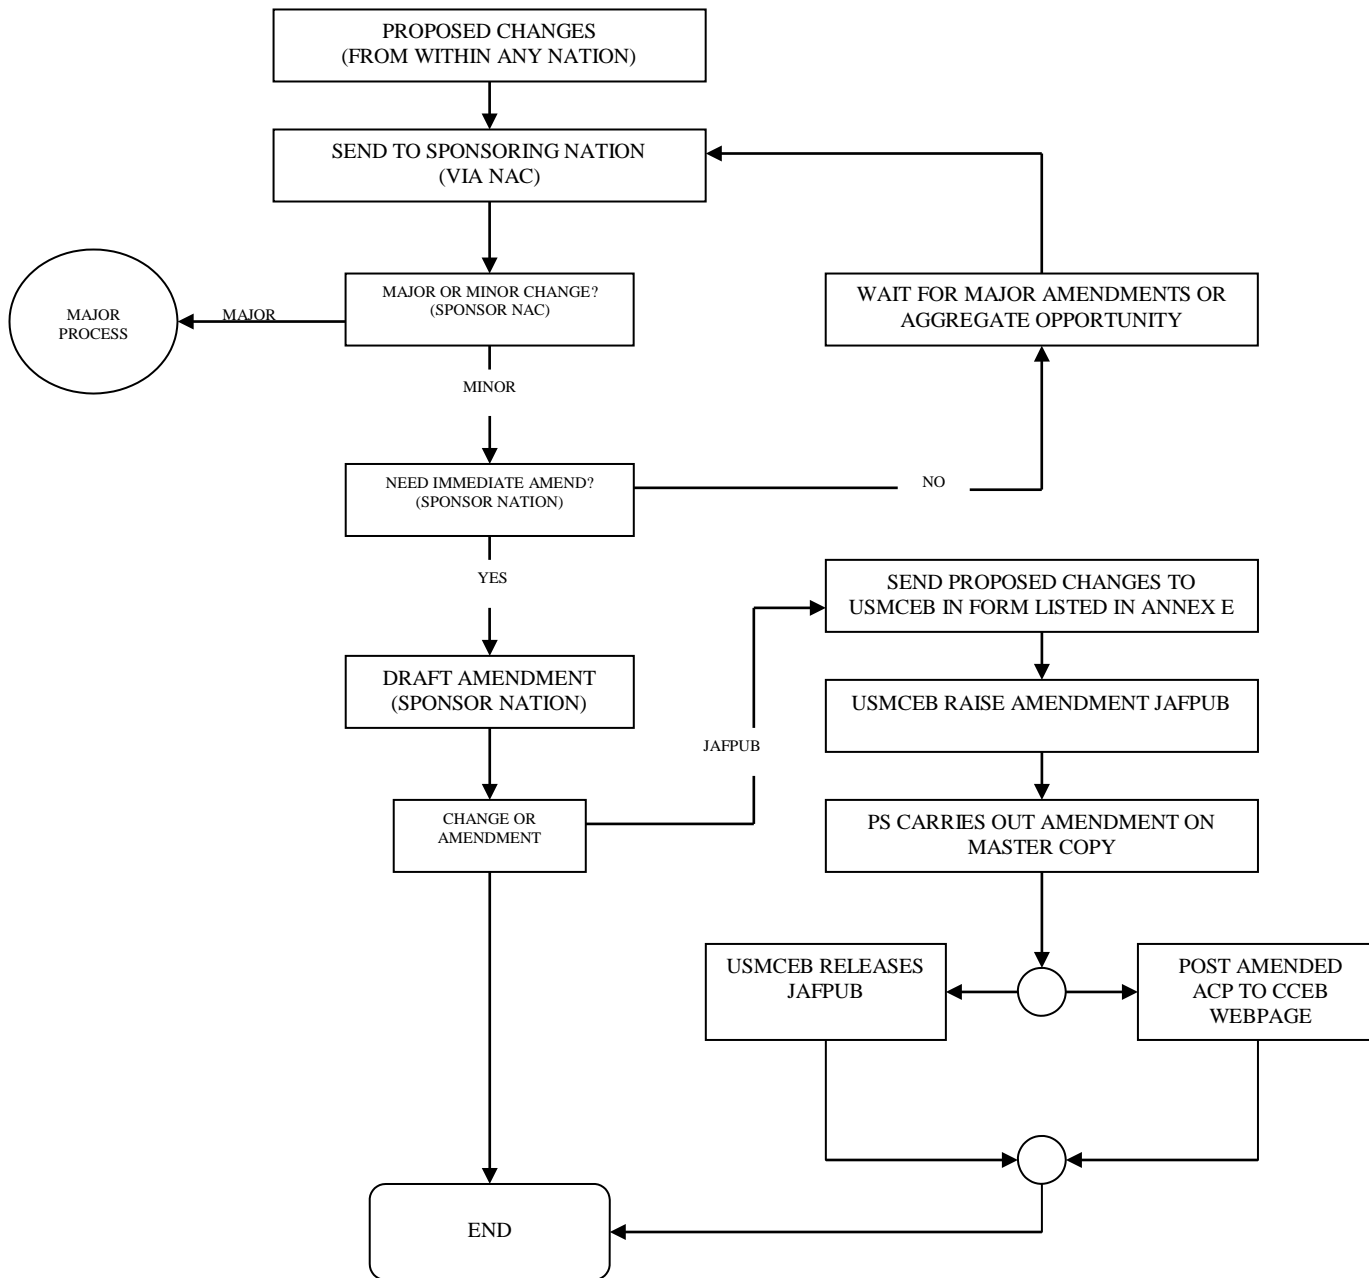 PROPOSED CHANGES
(FROM WITHIN ANY NATION)
SEND TO SPONSORING NATION
(VIA NAC)
MAJOR OR MINOR CHANGE?
(SPONSOR NAC)
MAJOR
MAJOR
PROCESS
WAIT FOR MAJOR AMENDMENTS OR
AGGREGATE OPPORTUNITY
MINOR
NEED IMMEDIATE AMEND?
(SPONSOR NATION)
NO
YES
DRAFT AMENDMENT
(SPONSOR NATION)
CHANGE OR
AMENDMENT
JAFPUB
SEND PROPOSED CHANGES TO
USMCEB IN FORM LISTED IN ANNEX E
USMCEB RAISE AMENDMENT JAFPUB
PS CARRIES OUT AMENDMENT ON
MASTER COPY
USMCEB RELEASES
JAFPUB
POST AMENDED
ACP TO CCEB
WEBPAGE
END